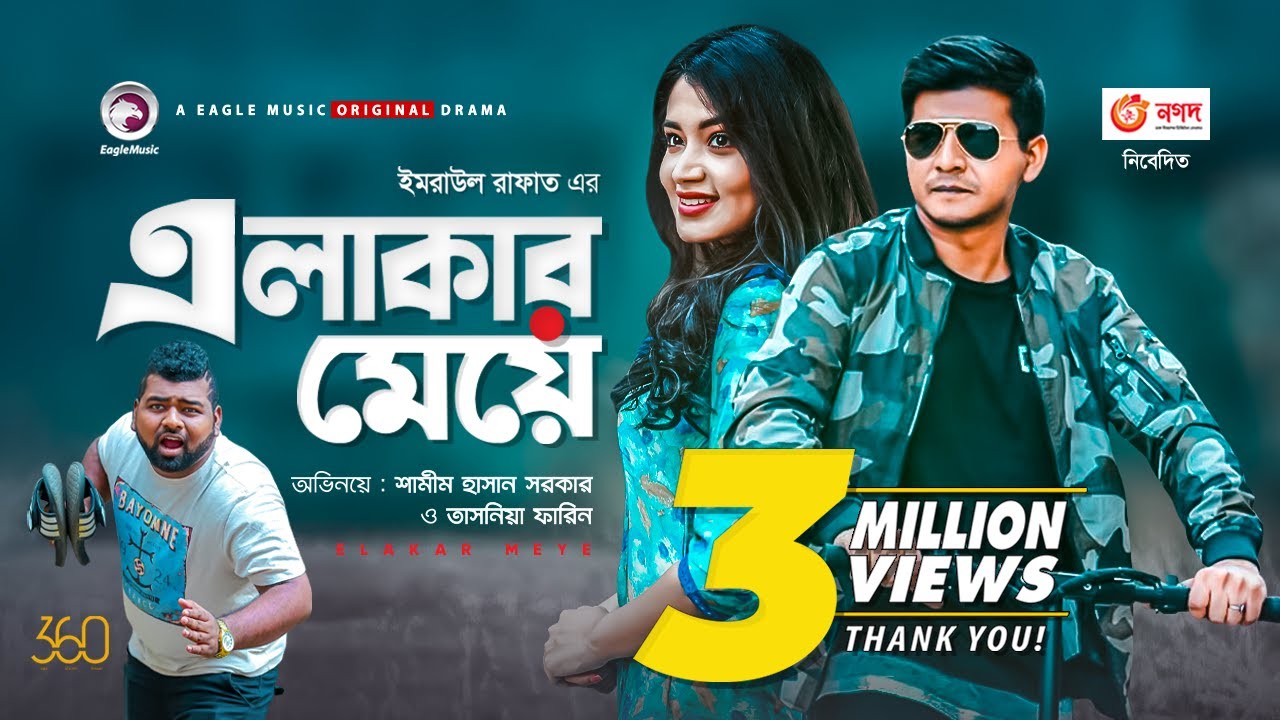 EagleMusic
A EAGLE MUSIC ORIGINAL DRAMA
নগদ
নিবেদিত
ইমরাউল রাফাত এর
এলাকার
মেয়ে
অভিনয়ে : শামীম হাসান সরকার
ও তাসনিয়া ফারিন
ELAKAR MEYE
3 MILLION
VIEWS
THANK YOU!
BAYONNE
24
360